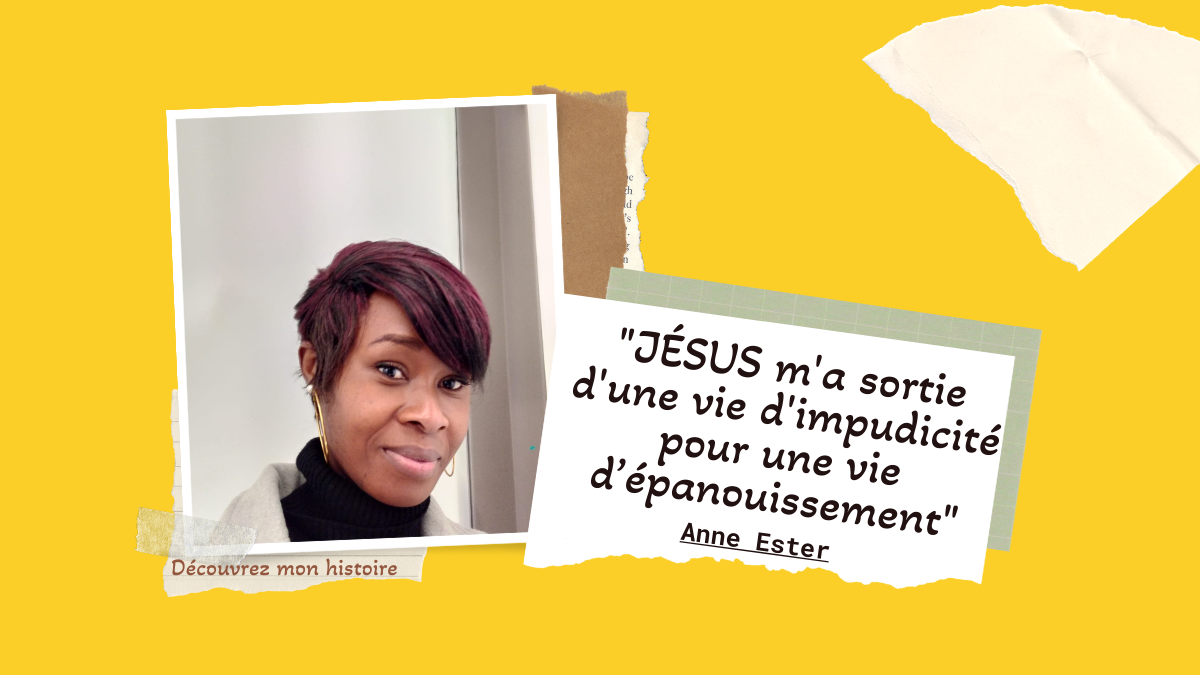 "JÉSUS m'a sortie
d'une vie d'impudicité
pour une vie
d’épanouissement"
Anne Ester
Découvrez mon histoire